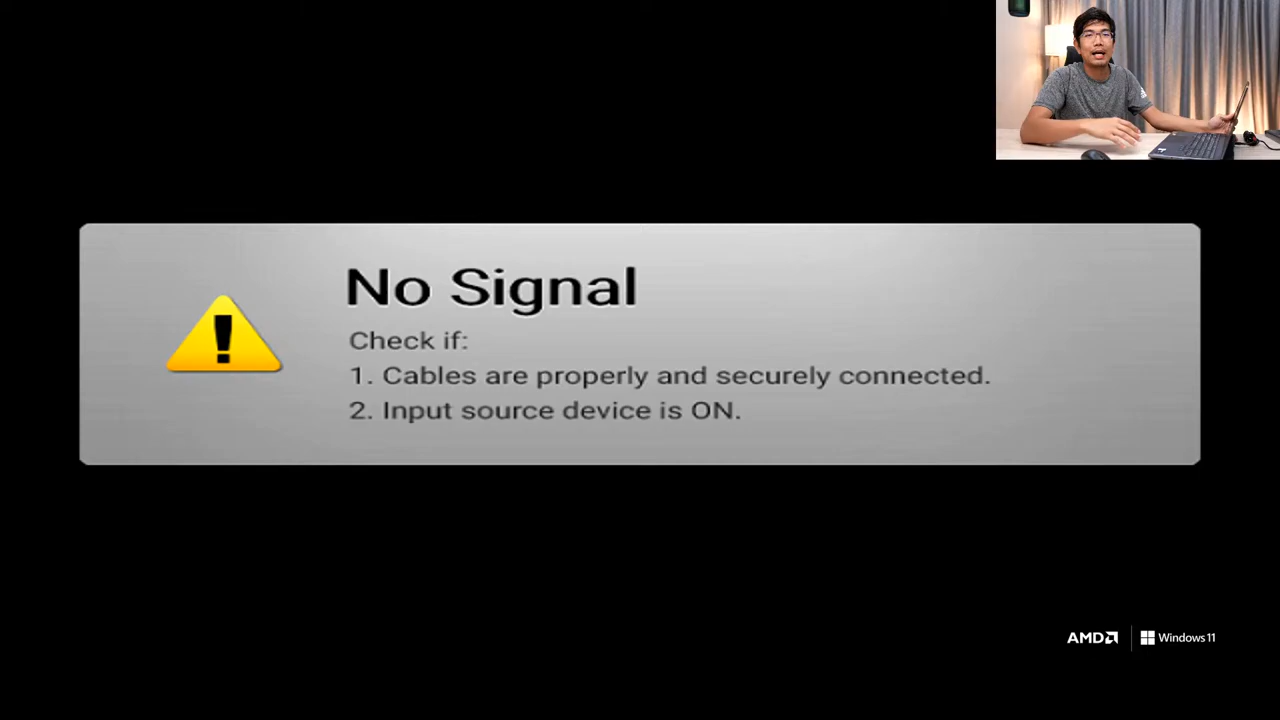 No Signal
Check if:
1. Cables are properly and securely connected.
2. Input source device is ON.
AMD
Windows 11